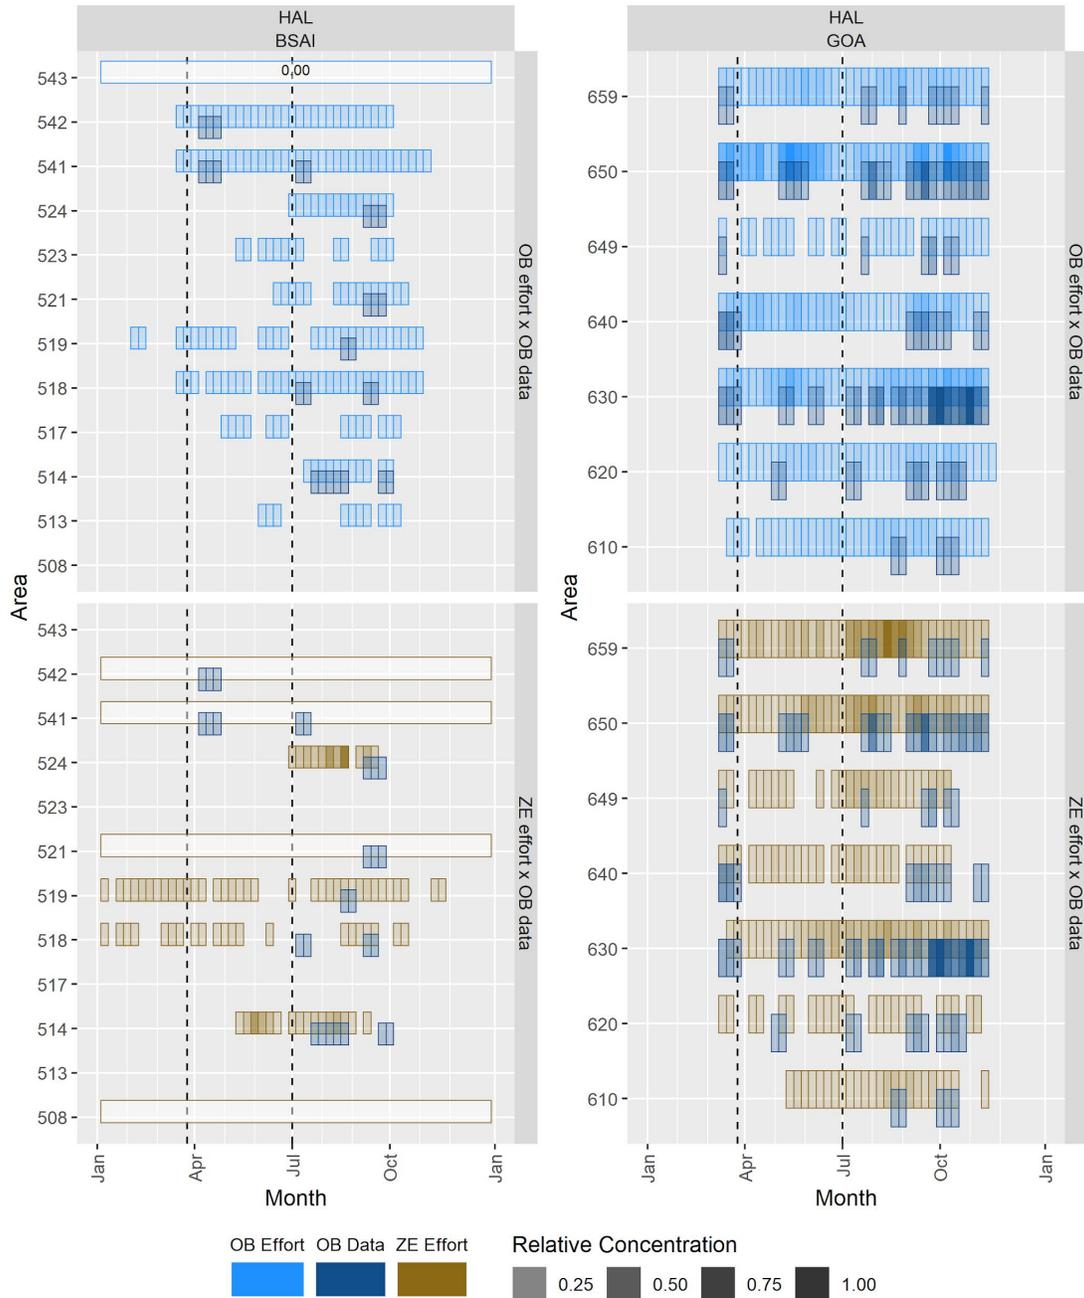 HAL
BSAI
HAL
GOA
0.00
543
542
541
524
523
521
519
518
517
514
513
508
OB effort x OB data
659
650
649
640
630
620
610
OB effort x OB data
Area
Area
543
542
541
524
523
521
519
518
517
514
513
508
ZE effort x OB data
659
650
649
640
630
620
610
ZE effort x OB data
Jan
Apr
Jul
Oct
Jan
Jan
Apr
Jul
Oct
Jan
Month
Month
OB Effort OB Data ZE Effort
Relative Concentration
0.25 0.50 0.75 1.00